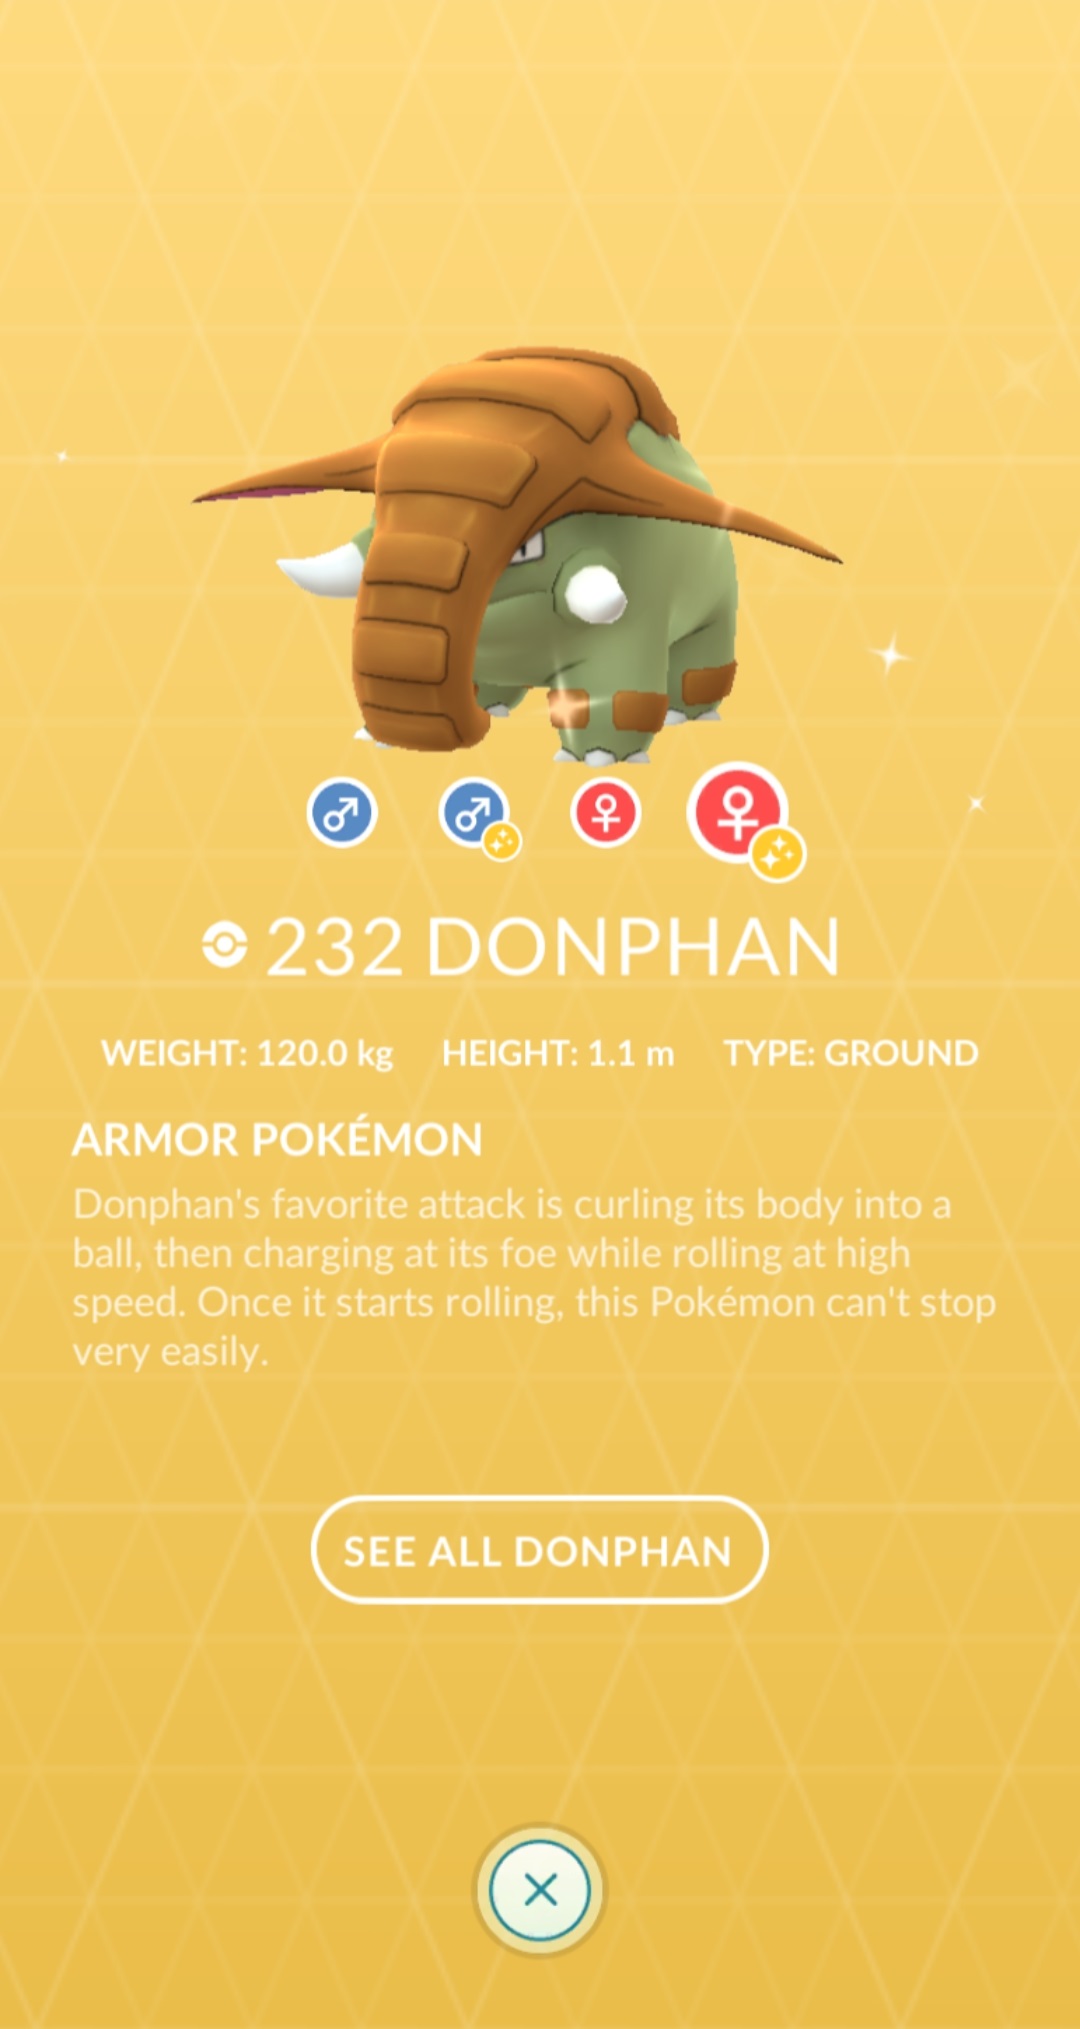 232 DONPHAN
WEIGHT: 120.0 kg HEIGHT: 1.1 m TYPE: GROUND
ARMOR POKÉMON
Donphan's favorite attack is curling its body into a
ball, then charging at its foe while rolling at high
speed. Once it starts rolling, this Pokémon can't stop
very easily.
SEE ALL DONPHAN